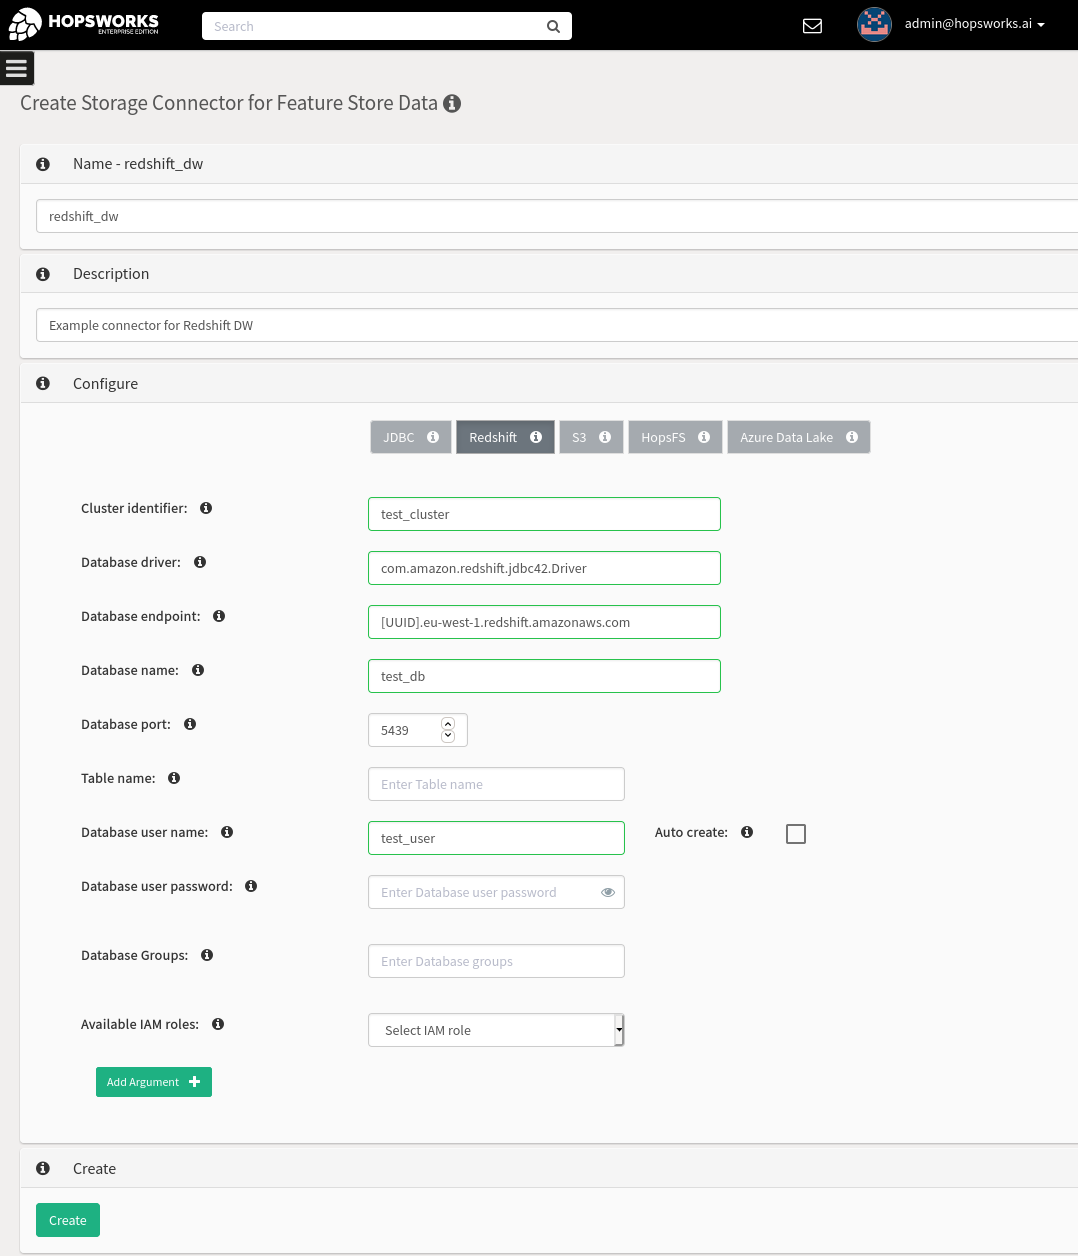 HOPSWORKS
ENTERPRISE EDITION
Search
admin@hopsworks.ai
Create Storage Connector for Feature Store Data
Name - redshift_dw
redshift_dw
Description
Example connector for Redshift DW
Configure
JDBC Redshift S3 HopsFS Azure Data Lake
Cluster identifier: test_cluster
Database driver: com.amazon.redshift.jdbc42.Driver
Database endpoint: [UUID].eu-west-1.redshift.amazonaws.com
Database name: test_db
Database port: 5439
Table name: Enter Table name
Database user name: test_user Auto create:
Database user password: Enter Database user password
Database Groups: Enter Database groups
Available IAM roles: Select IAM role
Add Argument
Create
Create